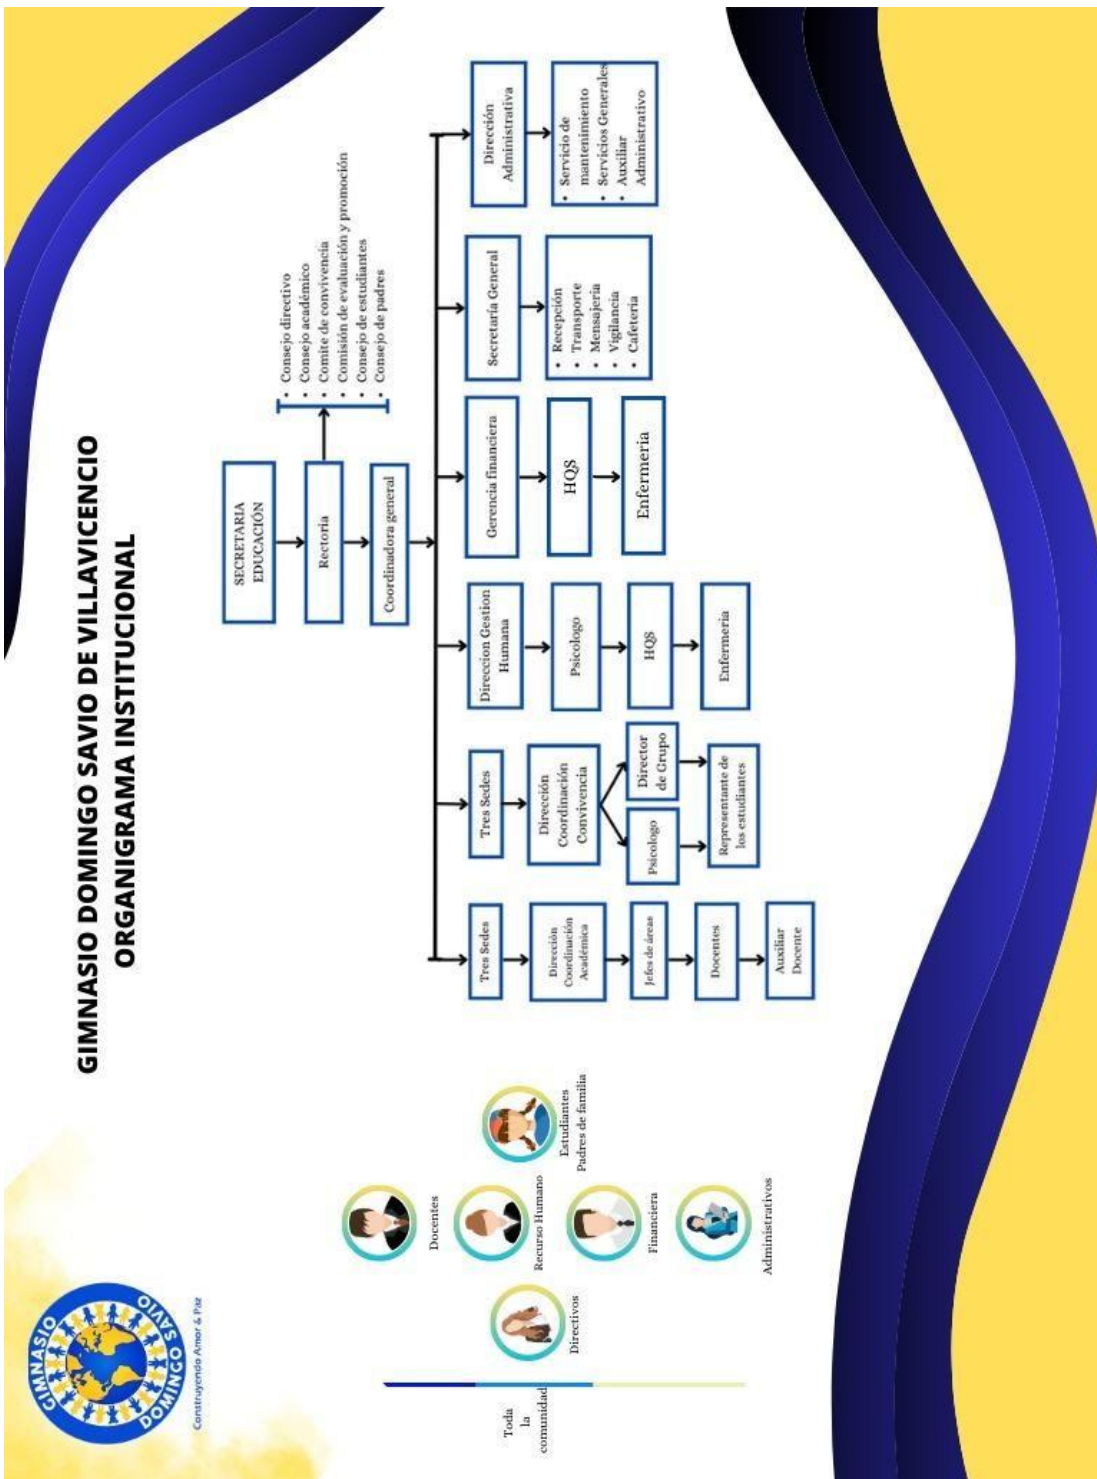 GIMNASIO DOMINGO SAVIO DE VILLAVICENCIO
ORGANIGRAMA INSTITUCIONAL
GIMNASIO
DOMINGO SAVIO
Construyendo Amor & Paz
SECRETARIA
EDUCACIÓN
Rectoria
• Consejo directivo
• Consejo académico
• Comite de convivencia
• Comisión de evaluación y promoción
• Consejo de estudiantes
• Consejo de padres
Coordinadora general
Tres Sedes
Dirección
Coordinación
Académica
Jefes de áreas
Docentes
Auxiliar
Docente
Tres Sedes
Dirección
Coordinación
Convivencia
Psicologo
Director
de Grupo
Representante de
los estudiantes
Direccion Gestion
Humana
Psicologo
HQS
Enfermeria
Gerencia financiera
HQS
Enfermeria
Secretaría General
• Recepción
• Transporte
• Mensajería
• Vigilancia
• Cafeteria
Dirección
Administrativa
• Servicio de
mantenimiento
• Servicios Generales
• Auxiliar
Administrativo
Toda
la
comunidad
Directivos
Docentes
Recurso Humano
Financiera
Administrativos
Estudiantes
Padres de familia